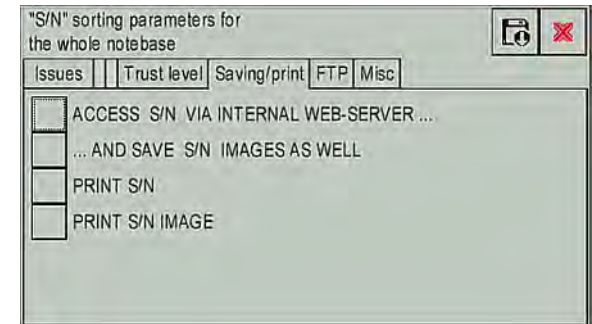 "S/N" sorting parameters for
the whole notebase
Issues Trust level Saving/print FTP Misc
ACCESS S/N VIA INTERNAL WEB-SERVER ...
... AND SAVE S/N IMAGES AS WELL
PRINT S/N
PRINT S/N IMAGE